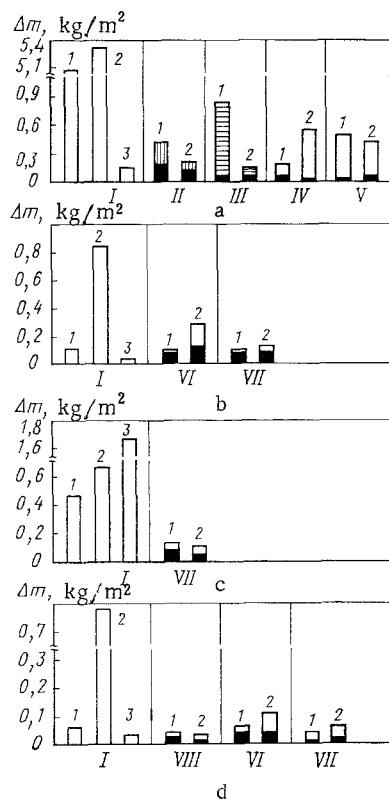 Δm, kg/m²
5,4
5,1
0,9
0,6
0,3
0
1 2 3 1 2 1 2 1 2 1 2
I II III IV V
a
Δm, kg/m²
0,8
0,6
0,4
0,2
0
1 2 3 1 2 1 2
I VI VII
b
Δm, kg/m²
1,8
1,6
0,6
0,4
0,2
0
1 2 3 1 2
I VII
c
Δm, kg/m²
0,7
0,3
0,2
0,1
0
1 2 3 1 2 1 2 1 2
I VIII VI VII
d